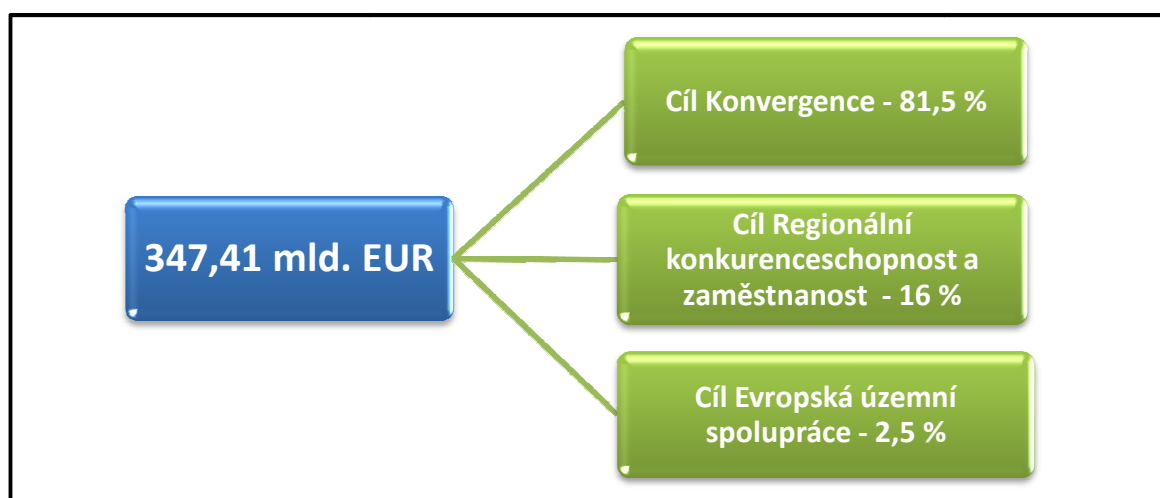 347,41 mld. EUR
Cíl Konvergence - 81,5 %
Cíl Regionální
konkurenceschopnost a
zaměstnanost - 16 %
Cíl Evropská územní
spolupráce - 2,5 %